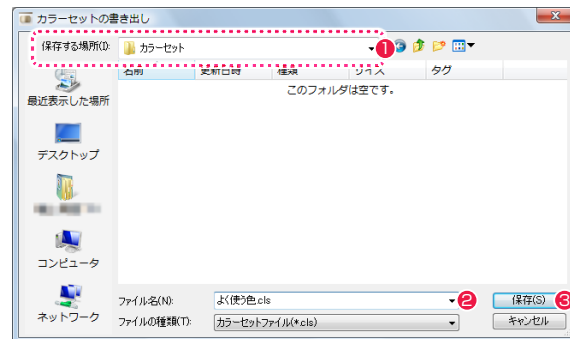 カラーセットの書き出し
保存する場所(I):
カラーセット
1
名前 更新日時 種類 サイズ タグ
このフォルダは空です。
最近表示した場所
デスクトップ
コンピュータ
ネットワーク
ファイル名(N): よく使う色.cls 2 保存(S) 3
ファイルの種類(T): カラーセットファイル(*.cls) キャンセル